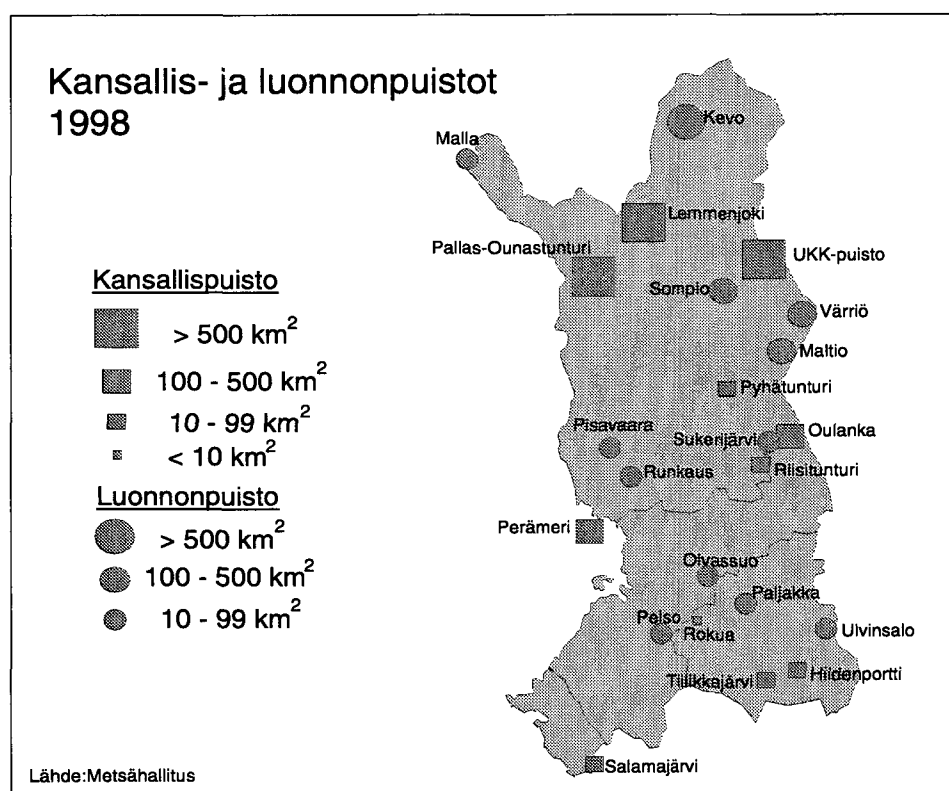 Kansallis- ja luonnonpuistot
1998
Kevo
Malla
Lemmenjoki
Pallas-Ounastunturi
UKK-puisto
Kansallispuisto
Sompio
Värriö
> 500 km²
Maltio
100 - 500 km²
Pyhätunturi
10 - 99 km²
Pisavaara
Sukerijärvi
Oulanka
< 10 km²
Runkaus
Riisitunturi
Luonnonpuisto
> 500 km²
Perämeri
100 - 500 km²
Olvassuo
10 - 99 km²
Paljakka
Pelso
Rokua
Ulvinsalo
Tiilikkajärvi
Hiidenportti
Salamajärvi
Lähde:Metsähallitus